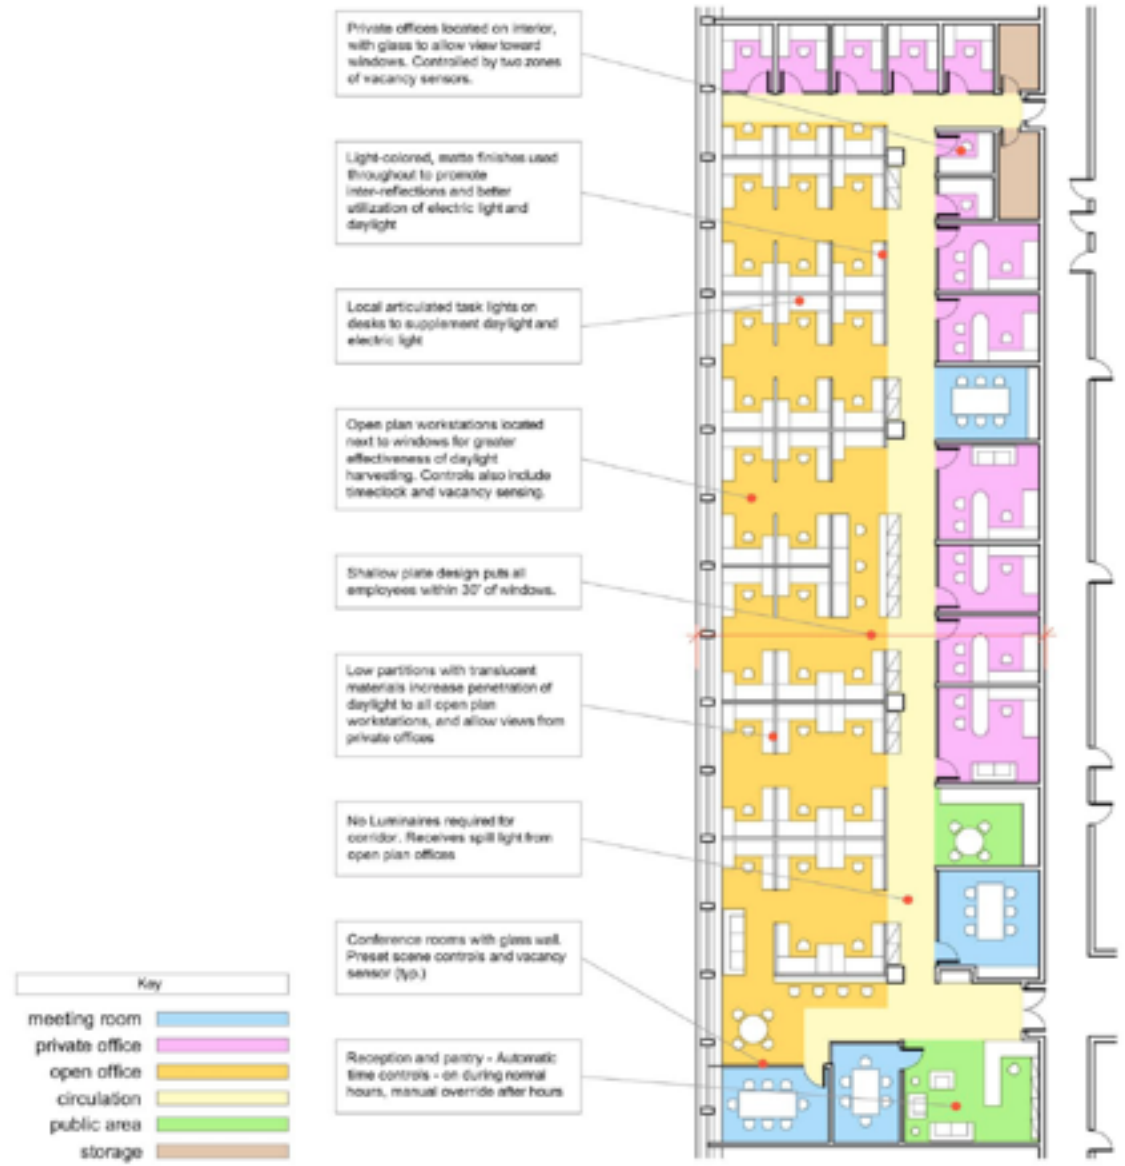 Private offices located on interior,
with glass to allow view toward
windows. Controlled by two zones
of vacancy sensors.
Light-colored, matte finishes used
throughout to promote
inter-reflections and better
utilization of electric light and
daylight
Local articulated task lights on
desks to supplement daylight and
electric light
Open plan workstations located
next to windows for greater
effectiveness of daylight
harvesting. Controls also include
timeclock and vacancy sensing.
Shallow plate design puts all
employees within 30' of windows.
Low partitions with translucent
materials increase penetration of
daylight to all open plan
workstations, and allow views from
private offices
No Luminaires required for
corridor. Receives spill light from
open plan offices
Conference rooms with glass wall.
Preset scene controls and vacancy
sensor (typ.)
Reception and pantry - Automatic
time controls - on during normal
hours, manual override after hours
Key
meeting room
private office
open office
circulation
public area
storage